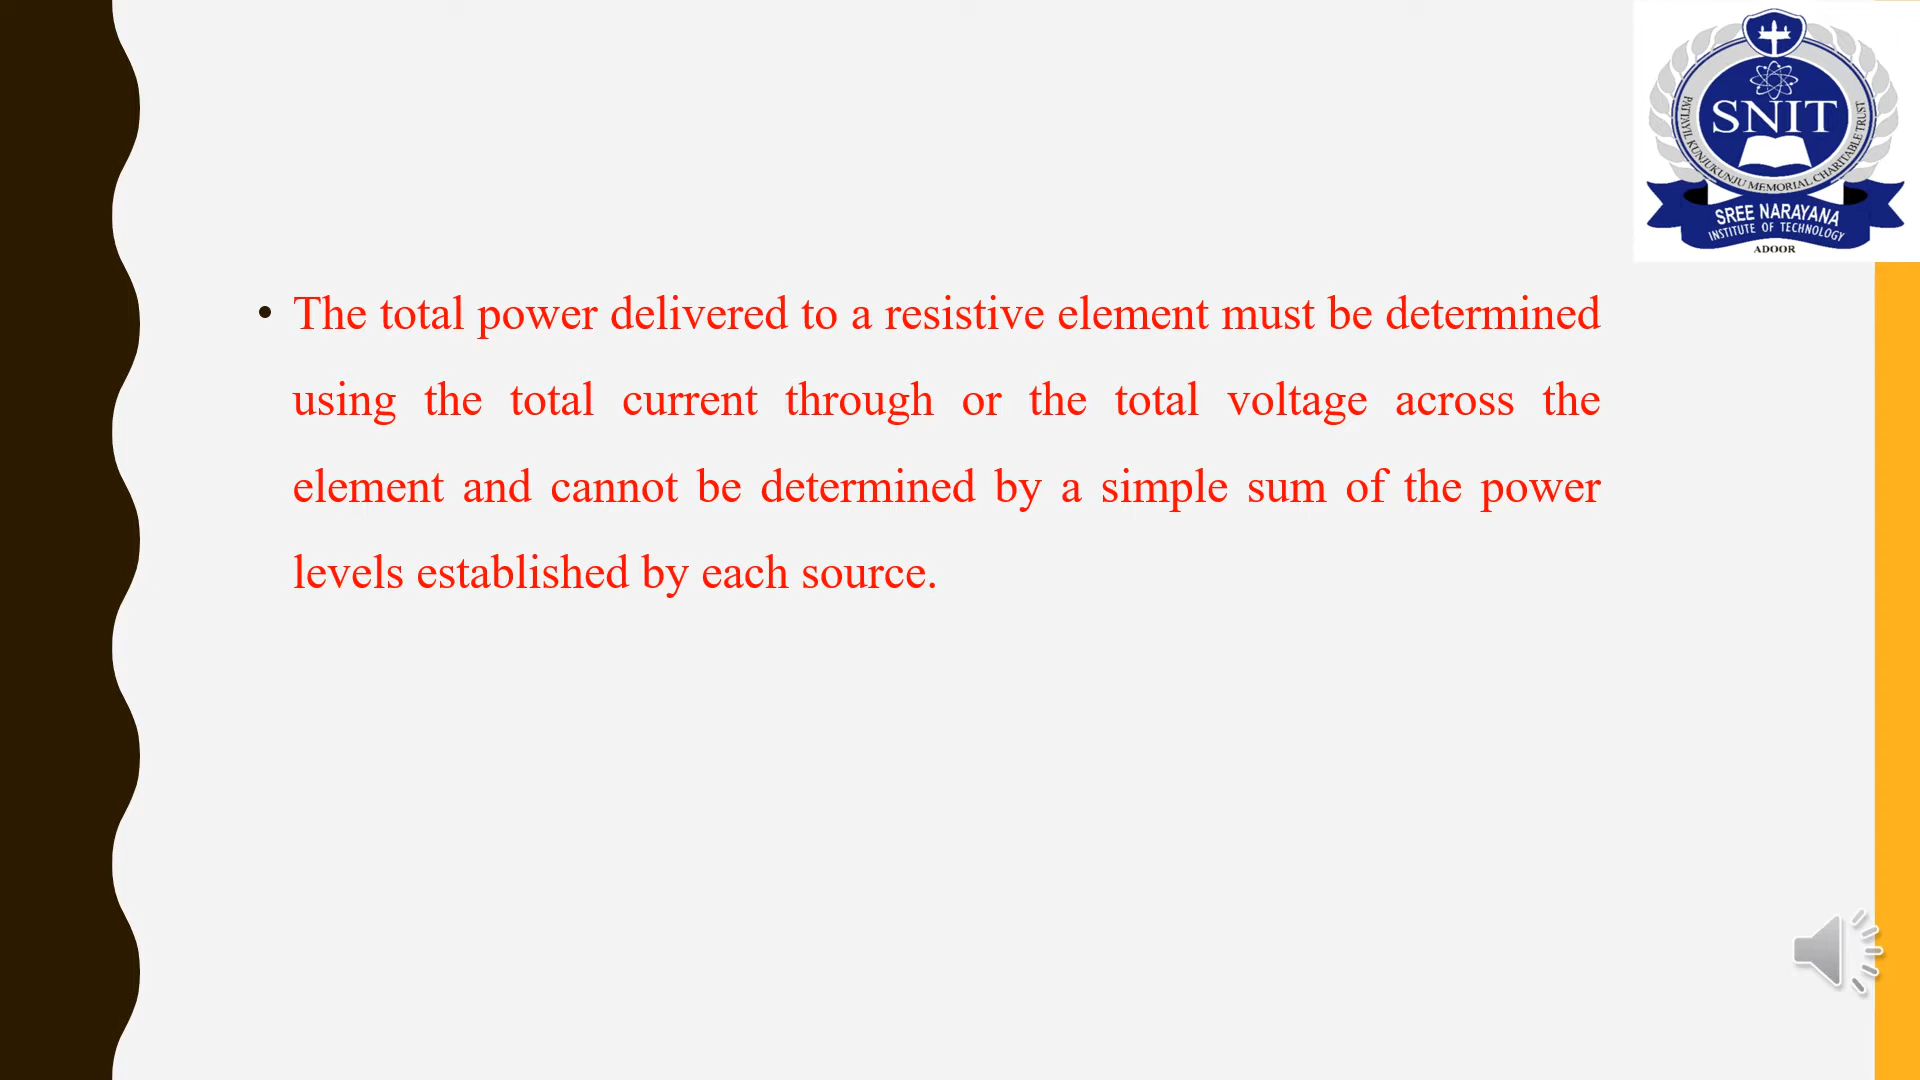 SNIT
PATTAYIL KUNJUKUNJU MEMORIAL CHARITABLE TRUST
SREE NARAYANA
INSTITUTE OF TECHNOLOGY
ADOOR
• The total power delivered to a resistive element must be determined
using the total current through or the total voltage across the
element and cannot be determined by a simple sum of the power
levels established by each source.